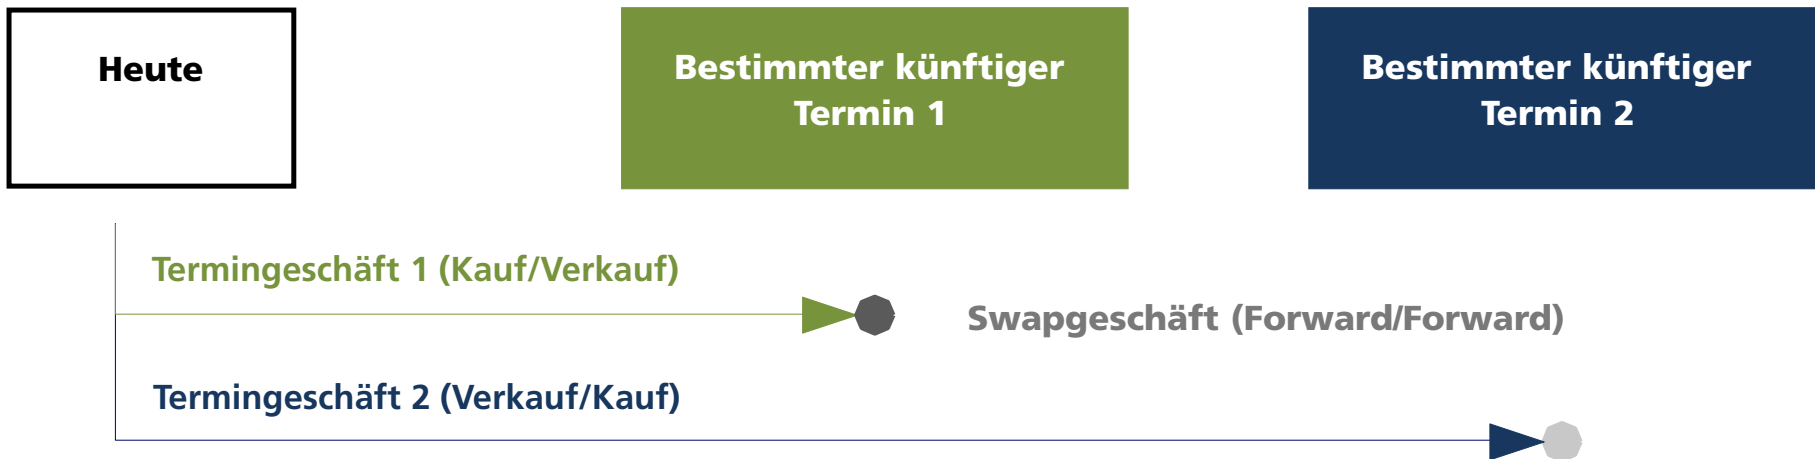 Heute
Bestimmter künftiger
Termin 1
Bestimmter künftiger
Termin 2
Termingeschäft 1 (Kauf/Verkauf)
Swapgeschäft (Forward/Forward)
Termingeschäft 2 (Verkauf/Kauf)